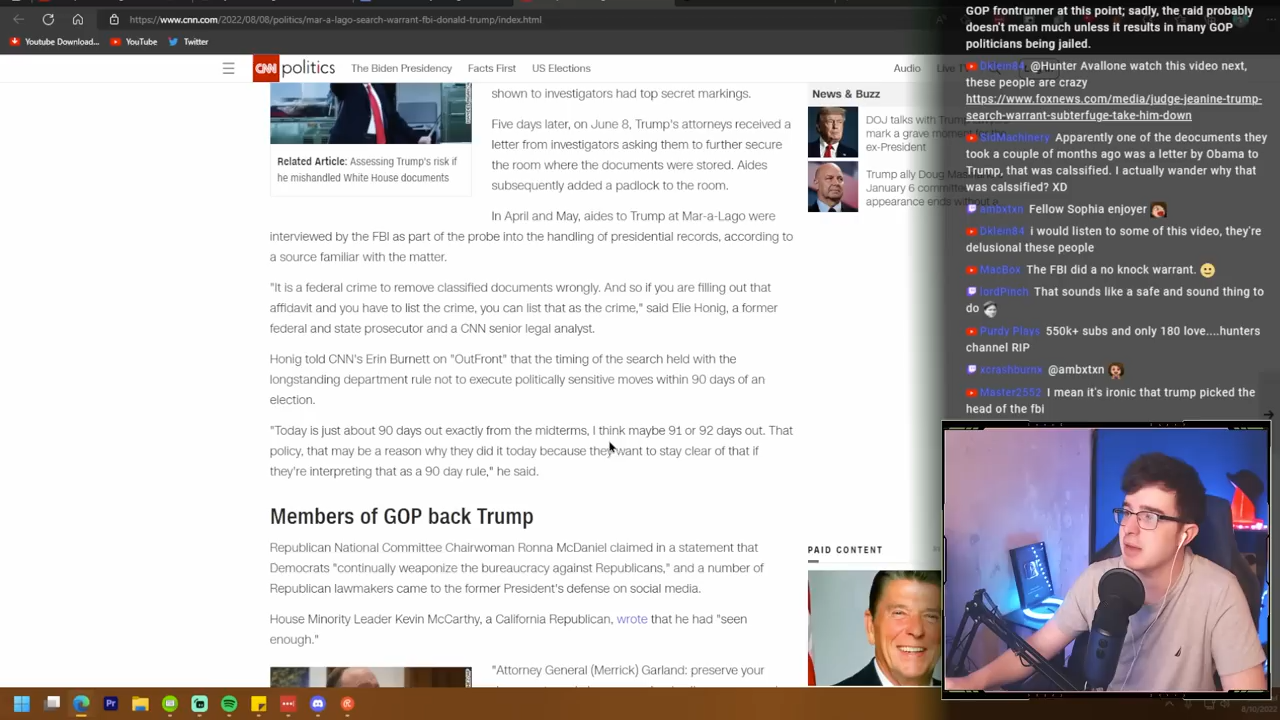 https://www.cnn.com/2022/08/08/politics/mar-a-lago-search-warrant-fbi-donald-trump/index.html
Youtube Download...
YouTube
Twitter
CNN politics
The Biden Presidency
Facts First
US Elections
Audio
Live T
shown to investigators had top secret markings.
Five days later, on June 8, Trump's attorneys received a
letter from investigators asking them to further secure
the room where the documents were stored. Aides
subsequently added a padlock to the room.
Related Article: Assessing Trump's risk if
he mishandled White House documents
In April and May, aides to Trump at Mar-a-Lago were
interviewed by the FBI as part of the probe into the handling of presidential records, according to
a source familiar with the matter.
"It is a federal crime to remove classified documents wrongly. And so if you are filling out that
affidavit and you have to list the crime, you can list that as the crime," said Elie Honig, a former
federal and state prosecutor and a CNN senior legal analyst.
Honig told CNN's Erin Burnett on "OutFront" that the timing of the search held with the
longstanding department rule not to execute politically sensitive moves within 90 days of an
election.
"Today is just about 90 days out exactly from the midterms, I think maybe 91 or 92 days out. That
policy, that may be a reason why they did it today because they want to stay clear of that if
they're interpreting that as a 90 day rule," he said.
Members of GOP back Trump
Republican National Committee Chairwoman Ronna McDaniel claimed in a statement that
Democrats "continually weaponize the bureaucracy against Republicans," and a number of
Republican lawmakers came to the former President's defense on social media.
House Minority Leader Kevin McCarthy, a California Republican, wrote that he had "seen
enough."
"Attorney General (Merrick) Garland: preserve your
News & Buzz
DOJ talks with Trump
mark a grave moment for
ex-President
Trump ally Doug
January 6 committee
appearance ends without
PAID CONTENT
GOP frontrunner at this point; sadly, the raid probably
doesn't mean much unless it results in many GOP
politicians being jailed.
Dklein84 @Hunter Avallone watch this video next,
these people are crazy
https://www.foxnews.com/media/judge-jeanine-trump-
search-warrant-subterfuge-take-him-down
SidMachinery Apparently one of the deocuments they
took a couple of months ago was a letter by Obama to
Trump, that was calssified. I actually wander why that
was calssified? XD
ambxtxn Fellow Sophia enjoyer
Dklein84 i would listen to some of this video, they're
delusional these people
MacBox The FBI did a no knock warrant. 🙂
lordPinch That sounds like a safe and sound thing to
do
Purdy Plays 550k+ subs and only 180 love....hunters
channel RIP
xcrashburnx @ambxtxn
Master2552 I mean it's ironic that trump picked the
head of the fbi
8/10/2022